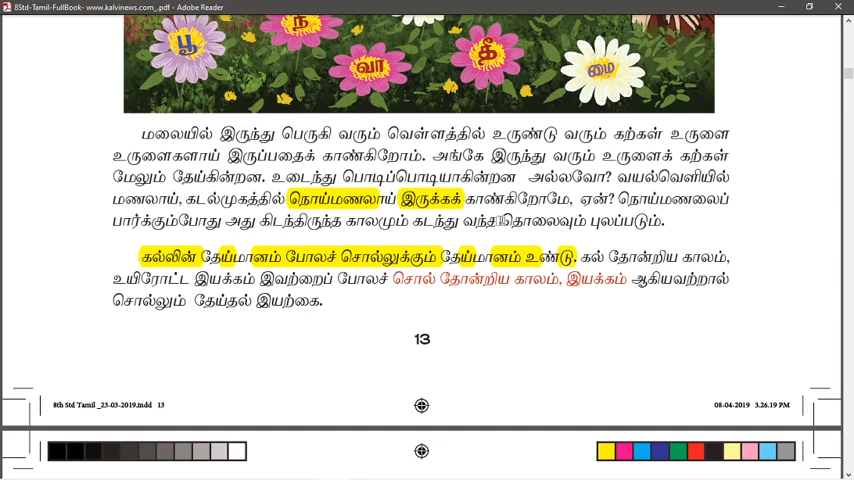 8Std-Tamil-FullBook- www.kalvinews.com_.pdf - Adobe Reader
பூ
ந
வா
தீ
மை
மலையில் இருந்து பெருகி வரும் வெள்ளத்தில் உருண்டு வரும் கற்கள் உருளை
உருளைகளாய் இருப்பதைக் காண்கிறோம். அங்கே இருந்து வரும் உருளைக் கற்கள்
மேலும் தேய்கின்றன. உடைந்து பொடிப்பொடியாகின்றன அல்லவோ? வயல்வெளியில்
மணலாய், கடல்முகத்தில் நொய்மணலாய் இருக்கக் காண்கிறோமே, ஏன்? நொய்மணலைப்
பார்க்கும்போது அது கிடந்திருந்த காலமும் கடந்து வந்த தொலைவும் புலப்படும்.
கல்லின் தேய்மானம் போலச் சொல்லுக்கும் தேய்மானம் உண்டு. கல் தோன்றிய காலம்,
உயிரோட்ட இயக்கம் இவற்றைப் போலச் சொல் தோன்றிய காலம், இயக்கம் ஆகியவற்றால்
சொல்லும் தேய்தல் இயற்கை.
13
8th Std Tamil _23-03-2019.indd 13
08-04-2019 3.26.19 PM